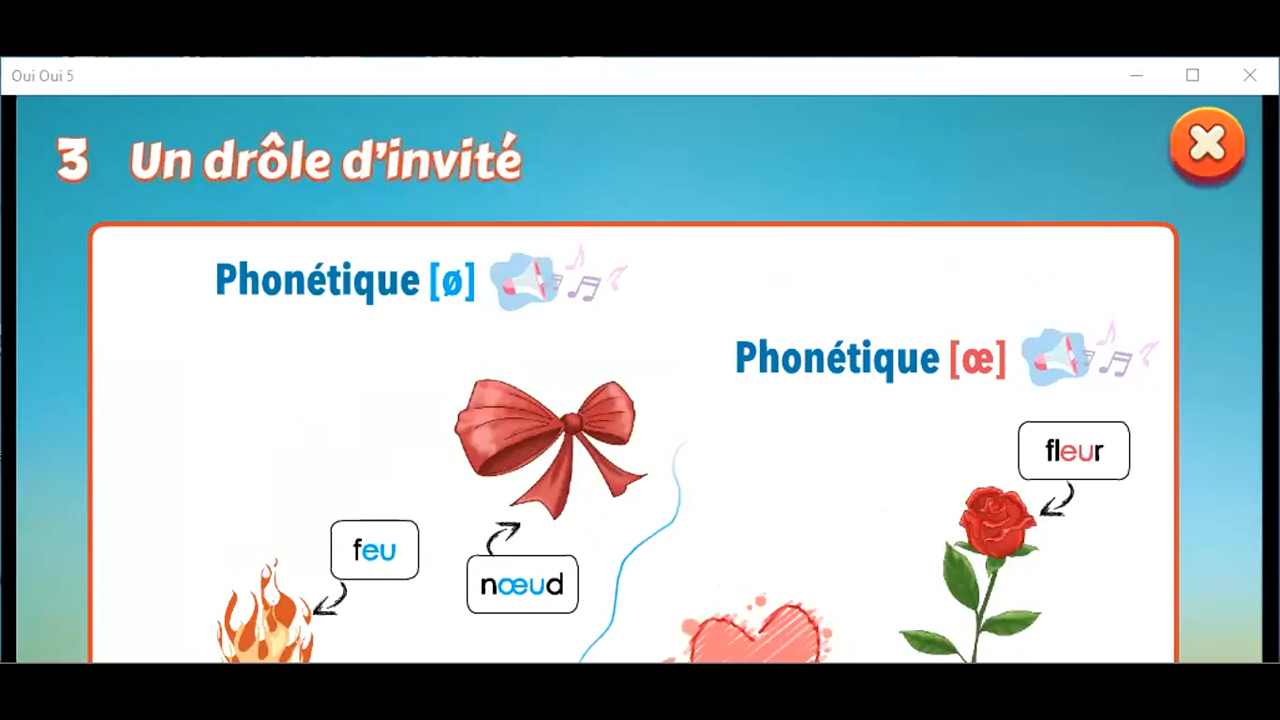 Oui Oui 5
3 Un drôle d'invité
Phonétique [ø]
Phonétique [œ]
fleur
feu
nœud